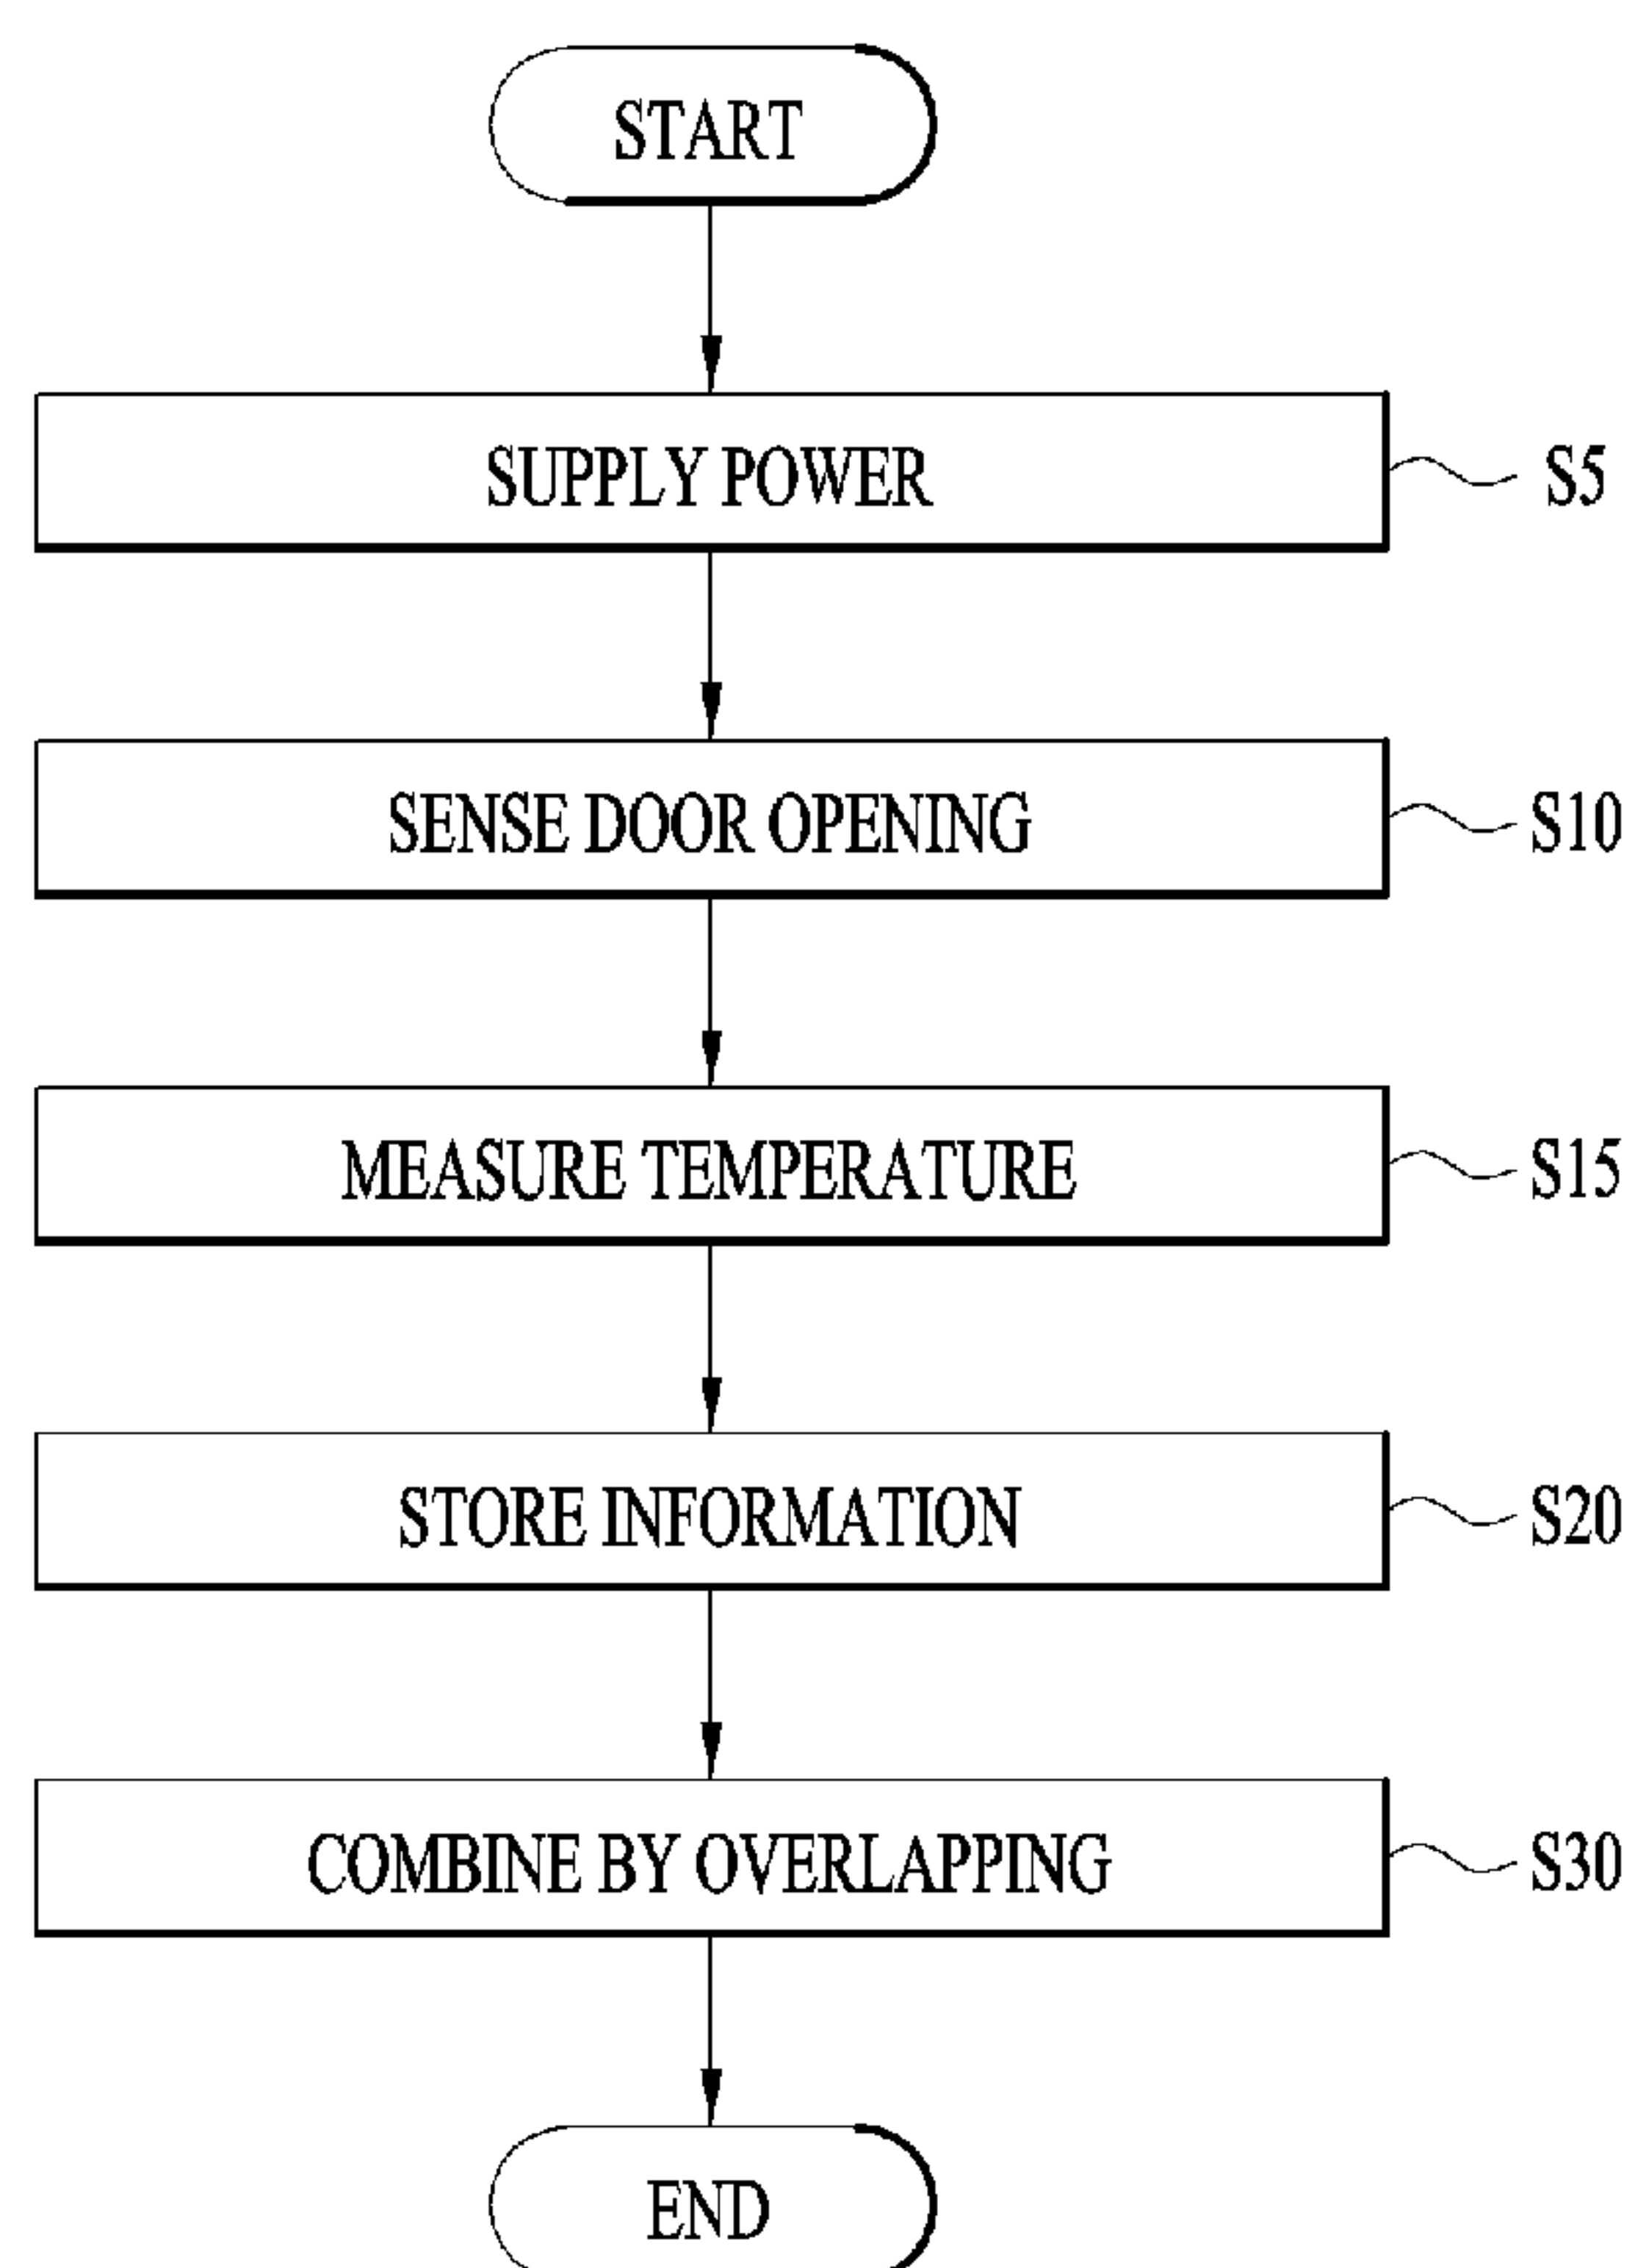 START
SUPPLY POWER S5
SENSE DOOR OPENING S10
MEASURE TEMPERATURE S15
STORE INFORMATION S20
COMBINE BY OVERLAPPING S30
END